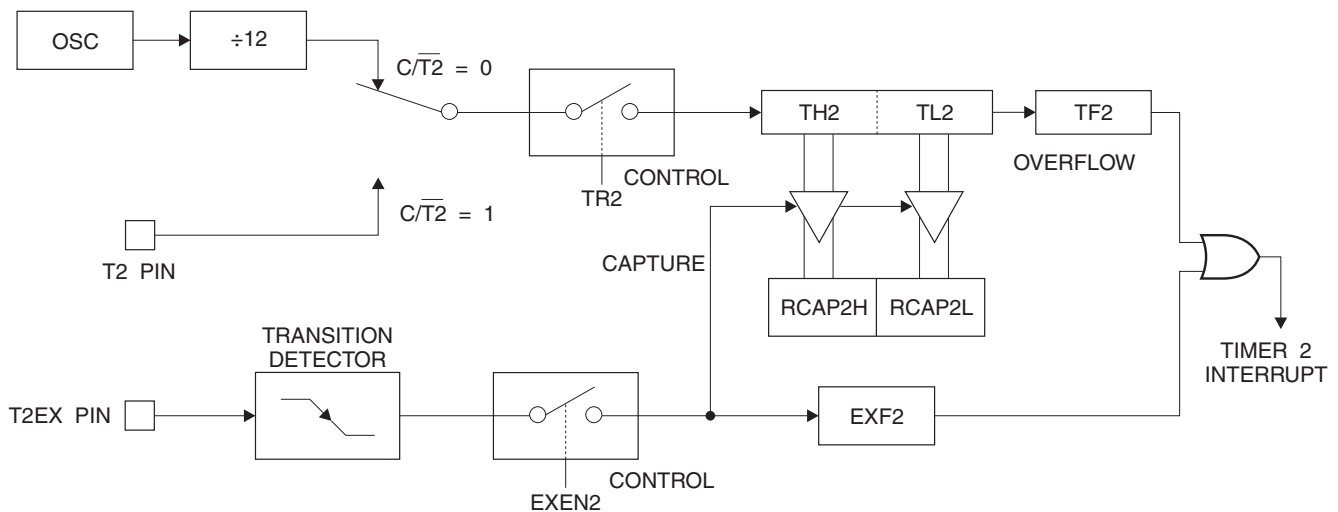 OSC
÷12
C/T2̅ = 0
TH2
TL2
TF2
OVERFLOW
CONTROL
TR2
C/T2̅ = 1
T2 PIN
CAPTURE
RCAP2H
RCAP2L
TRANSITION
DETECTOR
TIMER 2
INTERRUPT
T2EX PIN
EXF2
CONTROL
EXEN2